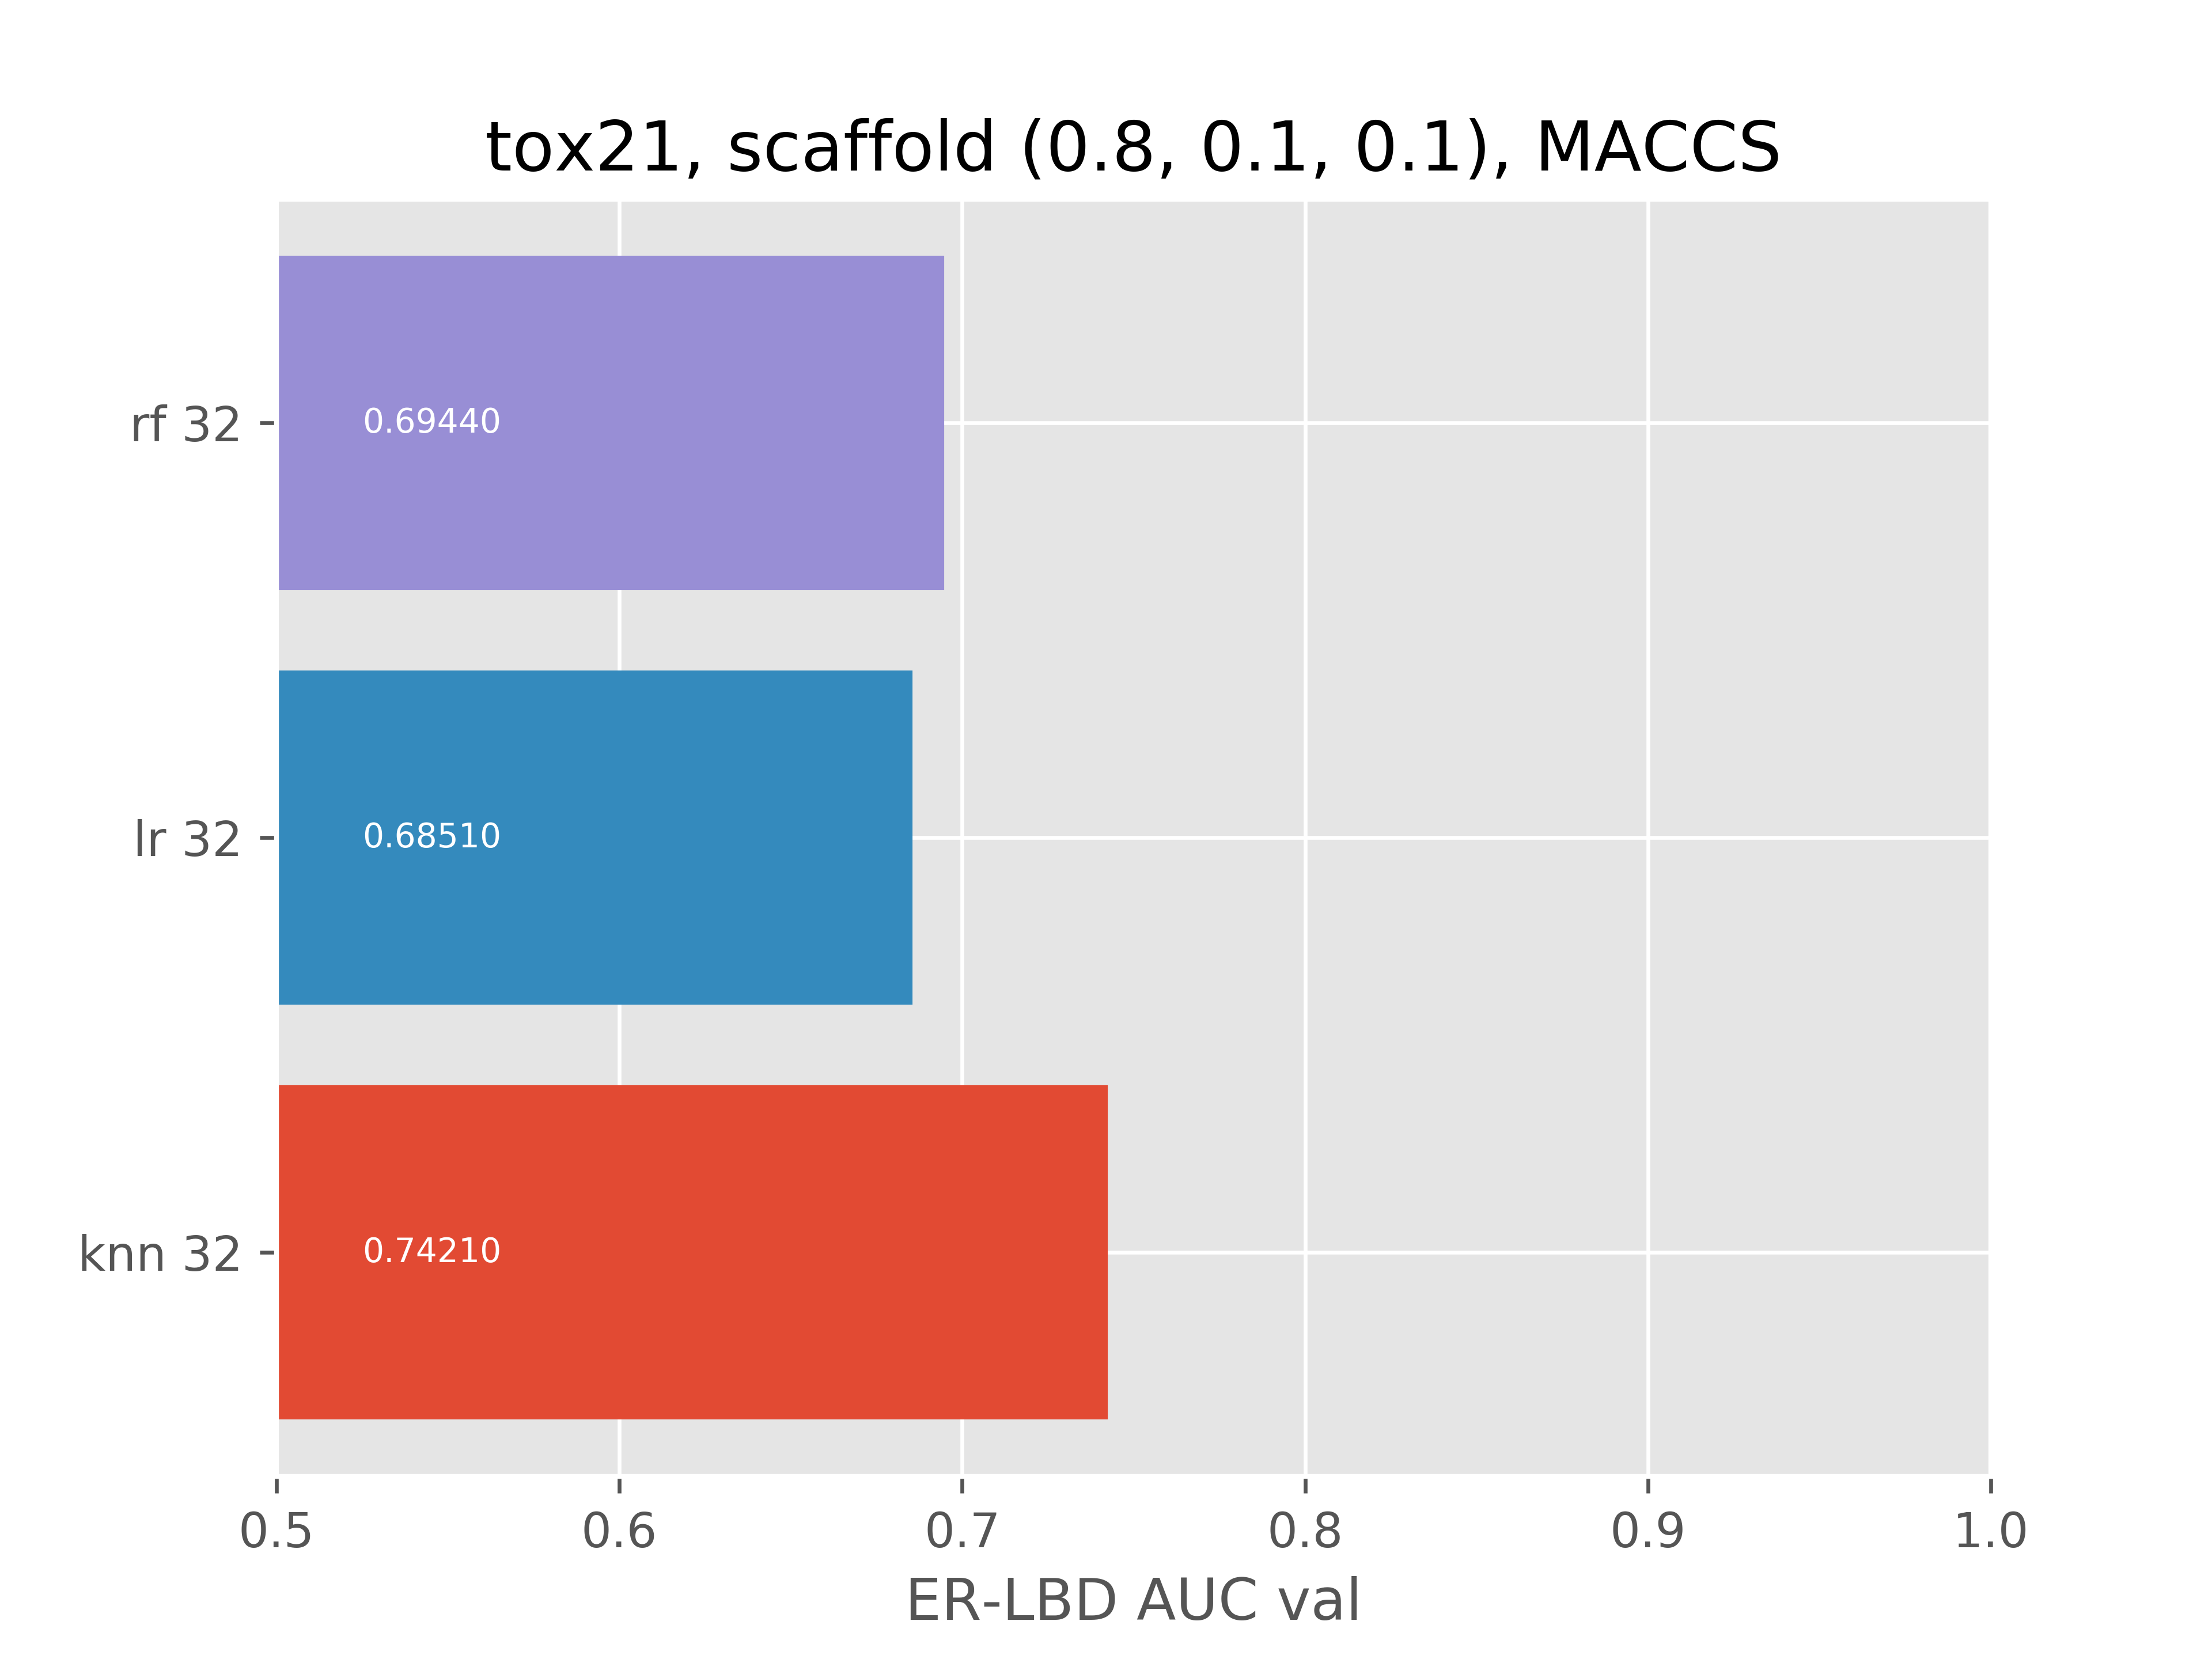 tox21, scaffold (0.8, 0.1, 0.1), MACCS
rf 32
0.69440
lr 32
0.68510
knn 32
0.74210
0.5 0.6 0.7 0.8 0.9 1.0
ER-LBD AUC val